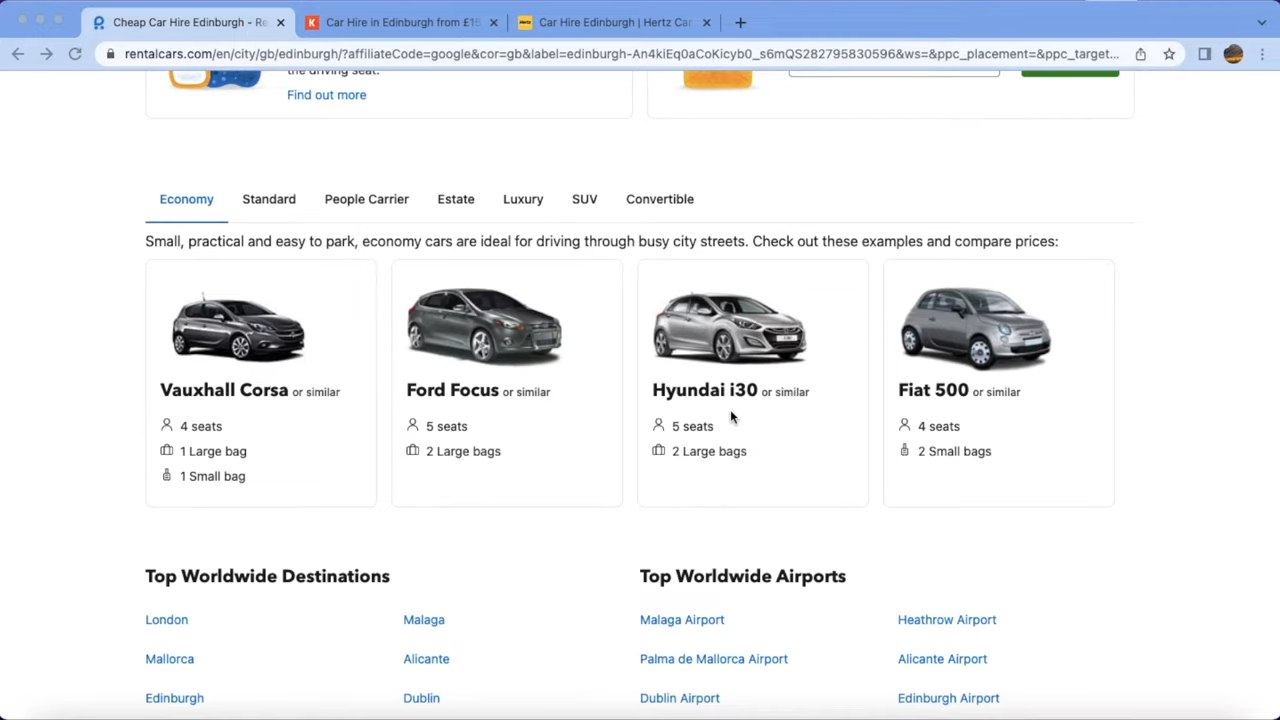 Cheap Car Hire Edinburgh - Re
Car Hire in Edinburgh from £15
Hertz
Car Hire Edinburgh | Hertz Car
rentalcars.com/en/city/gb/edinburgh/?affiliateCode=google&cor=gb&label=edinburgh-An4kiEq0aCoKicyb0_s6mQS282795830596&ws=&ppc_placement=&ppc_target...
the driving seat.
Find out more
Economy Standard People Carrier Estate Luxury SUV Convertible
Small, practical and easy to park, economy cars are ideal for driving through busy city streets. Check out these examples and compare prices:
Vauxhall Corsa or similar
4 seats
1 Large bag
1 Small bag
Ford Focus or similar
5 seats
2 Large bags
Hyundai i30 or similar
5 seats
2 Large bags
Fiat 500 or similar
4 seats
2 Small bags
Top Worldwide Destinations
London Malaga
Mallorca Alicante
Edinburgh Dublin
Top Worldwide Airports
Malaga Airport Heathrow Airport
Palma de Mallorca Airport Alicante Airport
Dublin Airport Edinburgh Airport